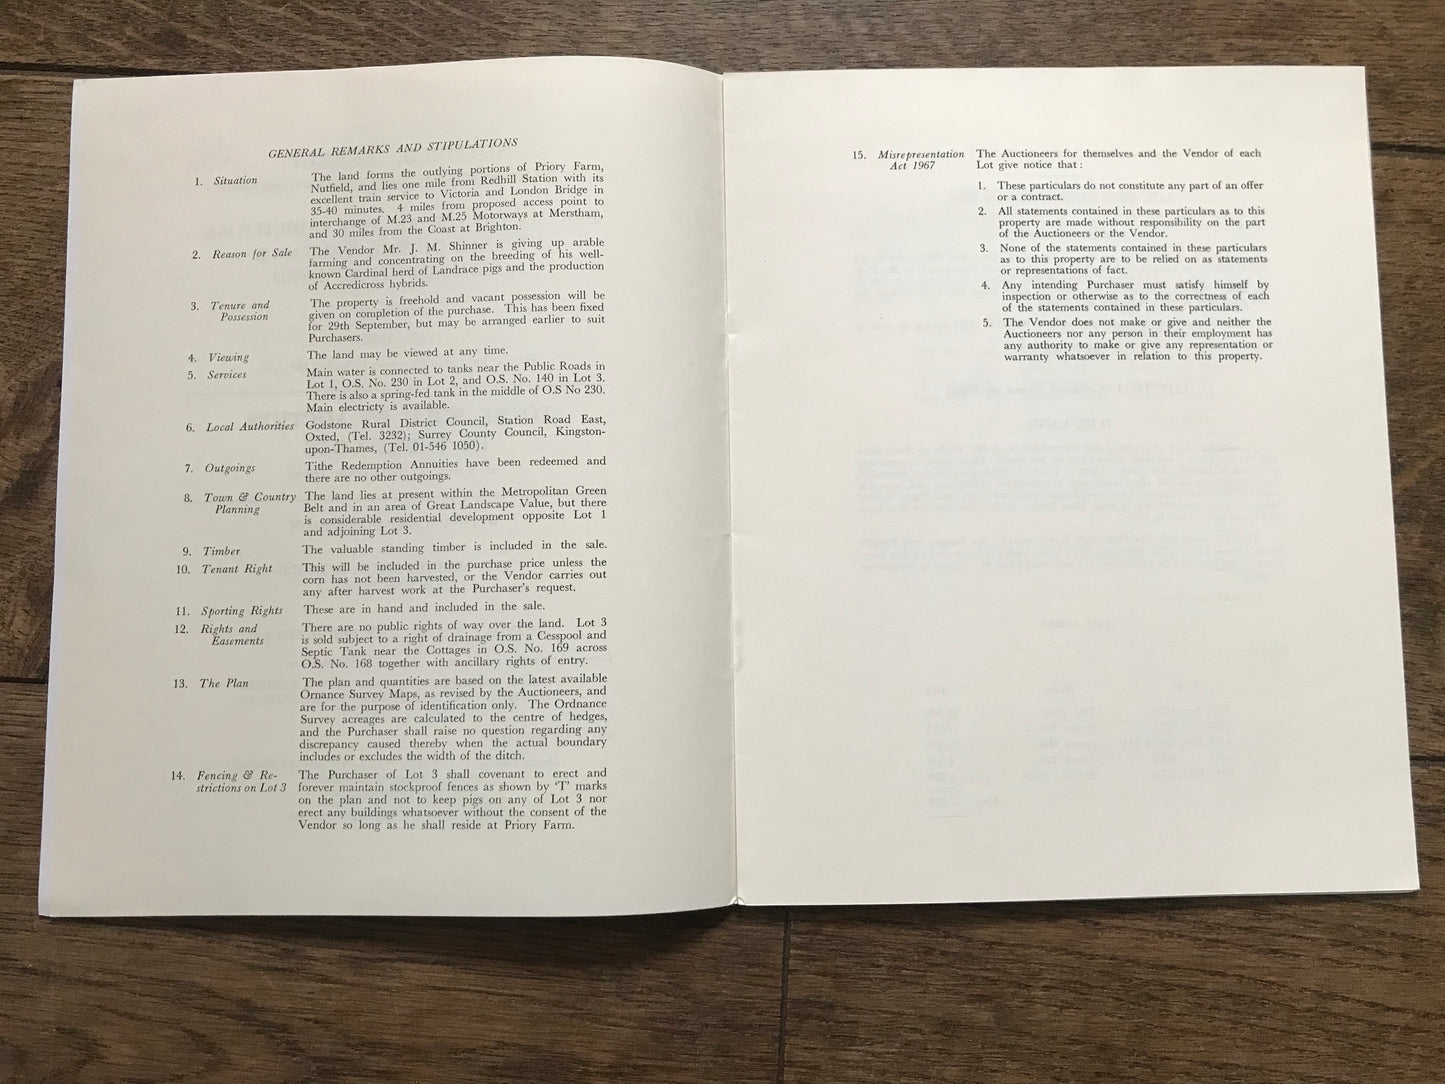 GENERAL REMARKS AND STIPULATIONS
1. Situation The land forms the outlying portions of Priory Farm,
Nutfield, and lies one mile from Redhill Station with its
excellent train service to Victoria and London Bridge in
35-40 minutes. 4 miles from proposed access point to
interchange of M.23 and M.25 Motorways at Merstham,
and 30 miles from the Coast at Brighton.
2. Reason for Sale The Vendor Mr. J. M. Shinner is giving up arable
farming and concentrating on the breeding of his well-
known Cardinal herd of Landrace pigs and the production
of Accredicross hybrids.
3. Tenure and The property is freehold and vacant possession will be
Possession given on completion of the purchase. This has been fixed
for 29th September, but may be arranged earlier to suit
Purchasers.
4. Viewing The land may be viewed at any time.
5. Services Main water is connected to tanks near the Public Roads in
Lot 1, O.S. No. 230 in Lot 2, and O.S. No. 140 in Lot 3.
There is also a spring-fed tank in the middle of O.S No 230.
Main electricty is available.
6. Local Authorities Godstone Rural District Council, Station Road East,
Oxted, (Tel. 3232); Surrey County Council, Kingston-
upon-Thames, (Tel. 01-546 1050).
7. Outgoings Tithe Redemption Annuities have been redeemed and
there are no other outgoings.
8. Town & Country The land lies at present within the Metropolitan Green
Planning Belt and in an area of Great Landscape Value, but there
is considerable residential development opposite Lot 1
and adjoining Lot 3.
9. Timber The valuable standing timber is included in the sale.
10. Tenant Right This will be included in the purchase price unless the
corn has not been harvested, or the Vendor carries out
any after harvest work at the Purchaser's request.
11. Sporting Rights These are in hand and included in the sale.
12. Rights and There are no public rights of way over the land. Lot 3
Easements is sold subject to a right of drainage from a Cesspool and
Septic Tank near the Cottages in O.S. No. 169 across
O.S. No. 168 together with ancillary rights of entry.
13. The Plan The plan and quantities are based on the latest available
Ornance Survey Maps, as revised by the Auctioneers, and
are for the purpose of identification only. The Ordnance
Survey acreages are calculated to the centre of hedges,
and the Purchaser shall raise no question regarding any
discrepancy caused thereby when the actual boundary
includes or excludes the width of the ditch.
14. Fencing & Re- The Purchaser of Lot 3 shall covenant to erect and
strictions on Lot 3 forever maintain stockproof fences as shown by 'T' marks
on the plan and not to keep pigs on any of Lot 3 nor
erect any buildings whatsoever without the consent of the
Vendor so long as he shall reside at Priory Farm.
15. Misrepresentation The Auctioneers for themselves and the Vendor of each
Act 1967 Lot give notice that:
1. These particulars do not constitute any part of an offer
or a contract.
2. All statements contained in these particulars as to this
property are made without responsibility on the part
of the Auctioneers or the Vendor.
3. None of the statements contained in these particulars
as to this property are to be relied on as statements
or representations of fact.
4. Any intending Purchaser must satisfy himself by
inspection or otherwise as to the correctness of each
of the statements contained in these particulars.
5. The Vendor does not make or give and neither the
Auctioneers nor any person in their employment has
any authority to make or give any representation or
warranty whatsoever in relation to this property.